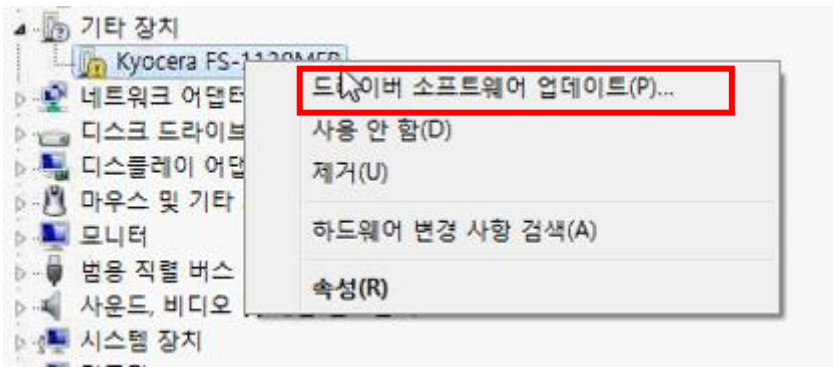 기타 장치
Kyocera FS-1120MFP
드라이버 소프트웨어 업데이트(P)...
네트워크 어댑터
사용 안 함(D)
디스크 드라이브
제거(U)
디스플레이 어댑
마우스 및 기타
하드웨어 변경 사항 검색(A)
모니터
범용 직렬 버스
속성(R)
사운드, 비디오
시스템 장치